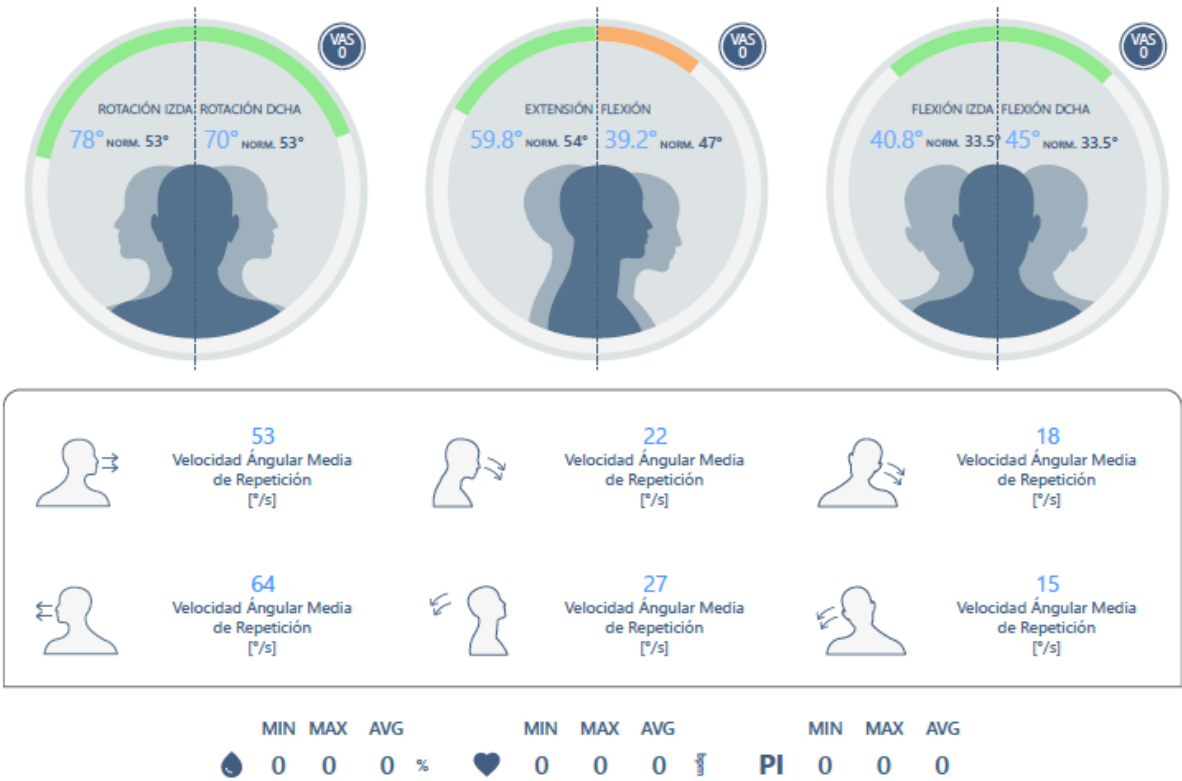 VAS
0
VAS
0
VAS
0
ROTACIÓN IZDA ROTACIÓN DCHA
78° NORM. 53° 70° NORM. 53°
EXTENSIÓN FLEXIÓN
59.8° NORM. 54° 39.2° NORM. 47°
FLEXIÓN IZDA FLEXIÓN DCHA
40.8° NORM. 33.5° 45° NORM. 33.5°
53
Velocidad Ángular Media
de Repetición
[°/s]
22
Velocidad Ángular Media
de Repetición
[°/s]
18
Velocidad Ángular Media
de Repetición
[°/s]
64
Velocidad Ángular Media
de Repetición
[°/s]
27
Velocidad Ángular Media
de Repetición
[°/s]
15
Velocidad Ángular Media
de Repetición
[°/s]
MIN MAX AVG
0 0 0 %
MIN MAX AVG
0 0 0 bpm
MIN MAX AVG
PI 0 0 0